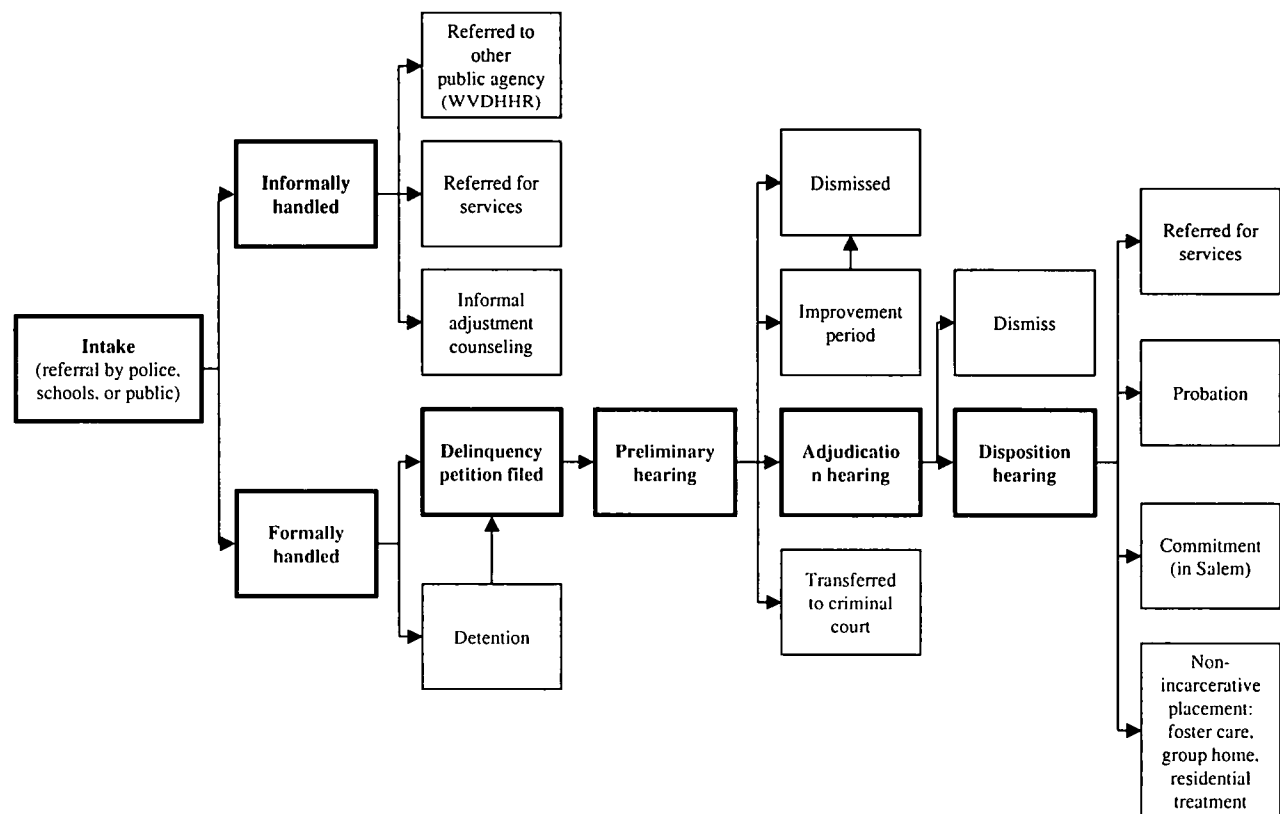 Referred to
other
public agency
(WVDHHR)
Informally
handled
Referred for
services
Dismissed
Referred for
services
Informal
adjustment
counseling
Improvement
period
Dismiss
Intake
(referral by police,
schools, or public)
Probation
Delinquency
petition filed
Preliminary
hearing
Adjudicatio
n hearing
Disposition
hearing
Formally
handled
Commitment
(in Salem)
Transferred
to criminal
court
Detention
Non-
incarcerative
placement:
foster care,
group home,
residential
treatment